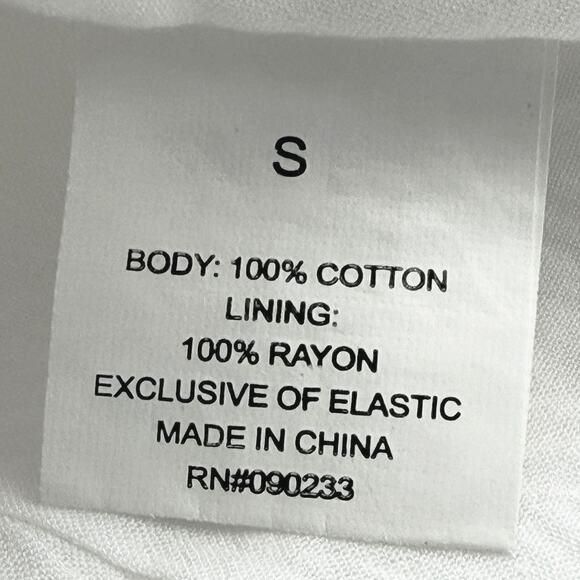 S
BODY: 100% COTTON
LINING:
100% RAYON
EXCLUSIVE OF ELASTIC
MADE IN CHINA
RN#090233